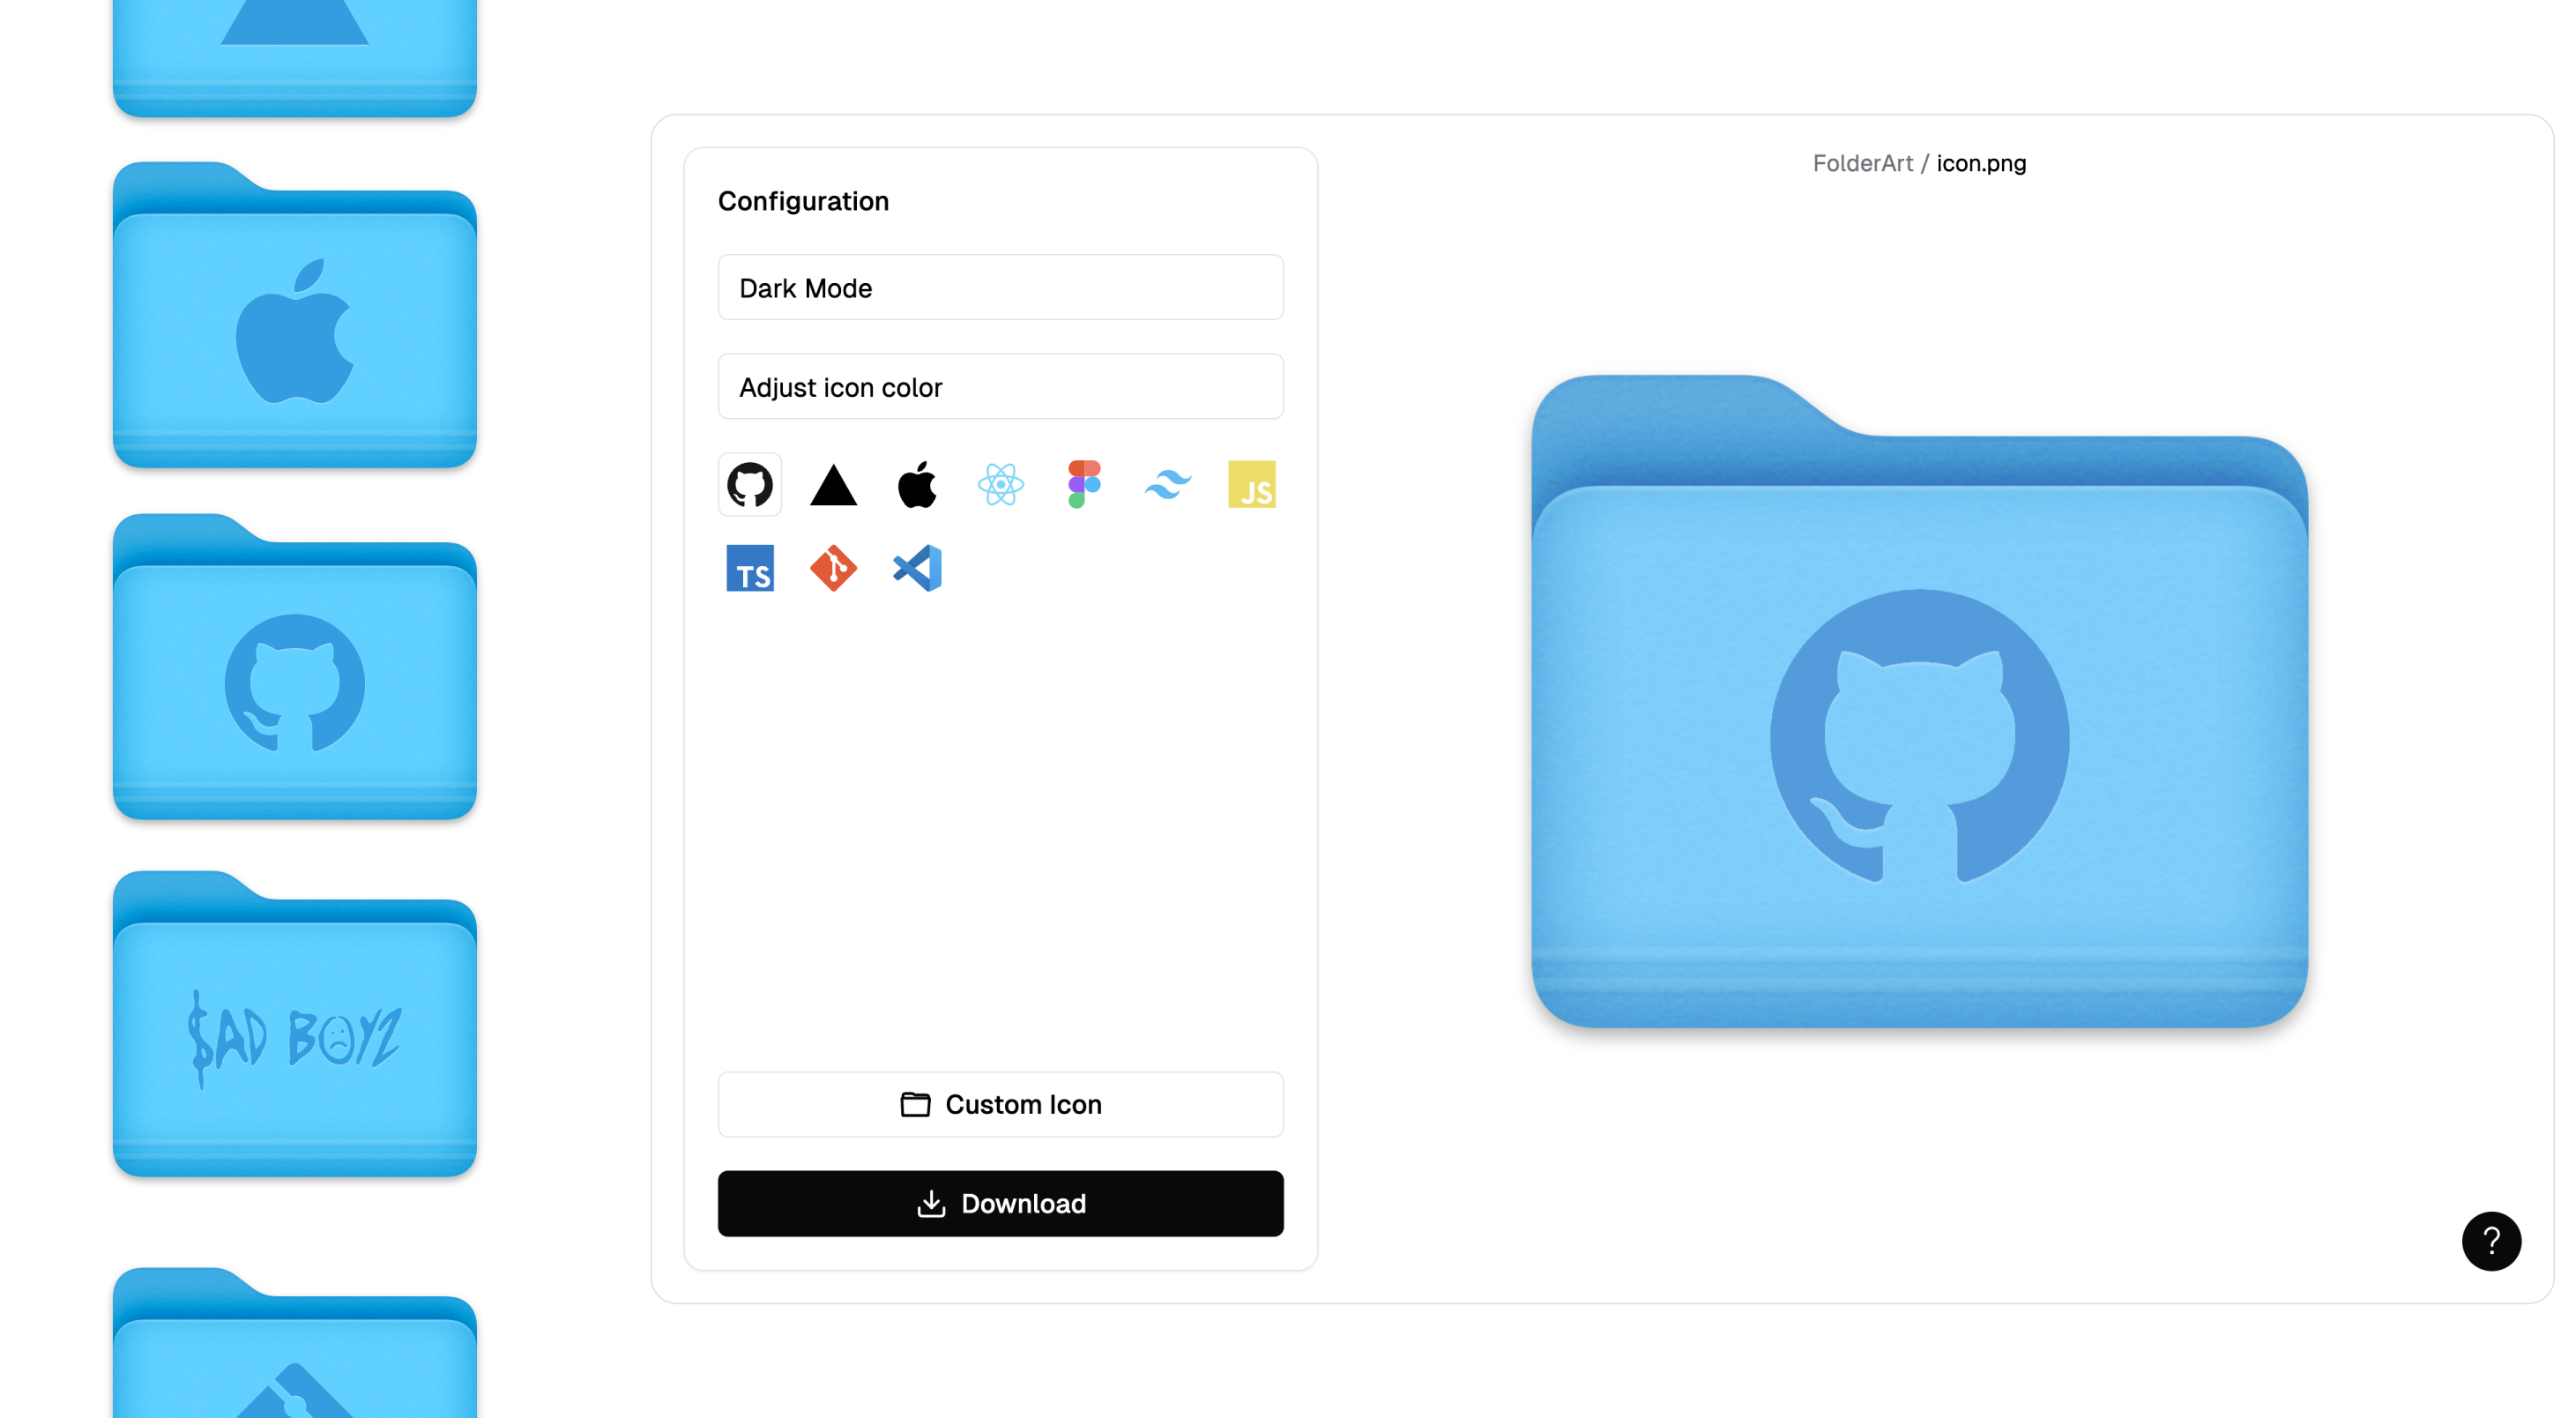 $AD BOYZ
Configuration
Dark Mode
Adjust icon color
JS
TS
Custom Icon
Download
FolderArt / icon.png
?